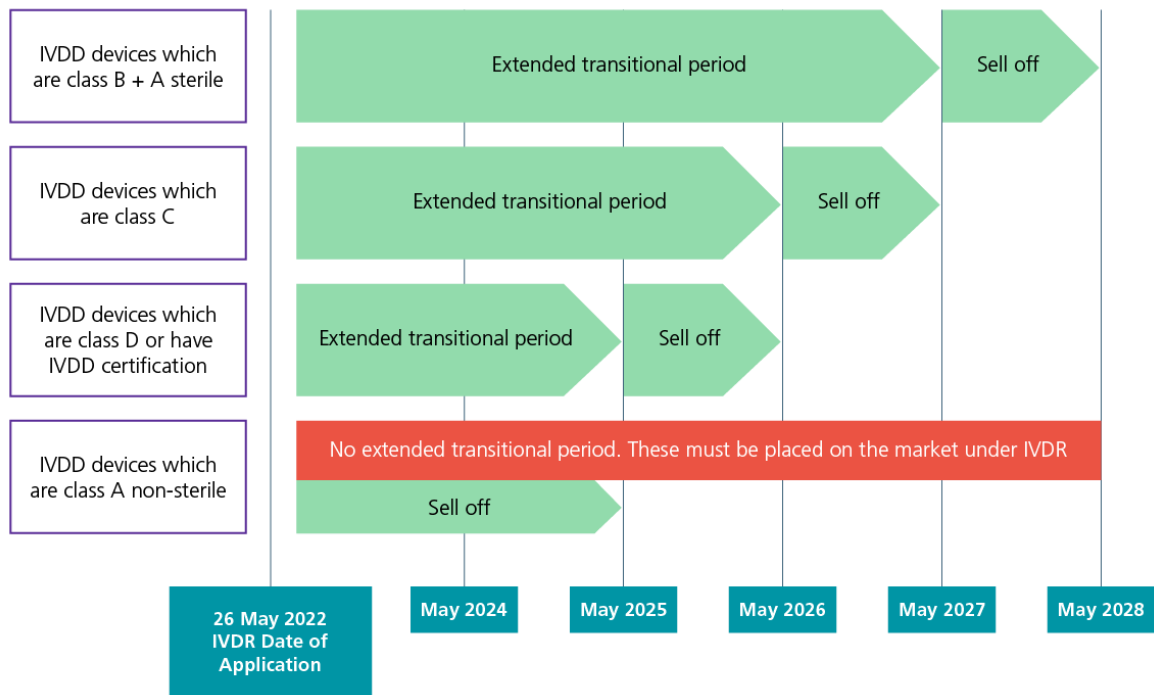 IVDD devices which
are class B + A sterile
Extended transitional period
Sell off
IVDD devices which
are class C
Extended transitional period
Sell off
IVDD devices which
are class D or have
IVDD certification
Extended transitional period
Sell off
IVDD devices which
are class A non-sterile
No extended transitional period. These must be placed on the market under IVDR
Sell off
26 May 2022
IVDR Date of
Application
May 2024
May 2025
May 2026
May 2027
May 2028